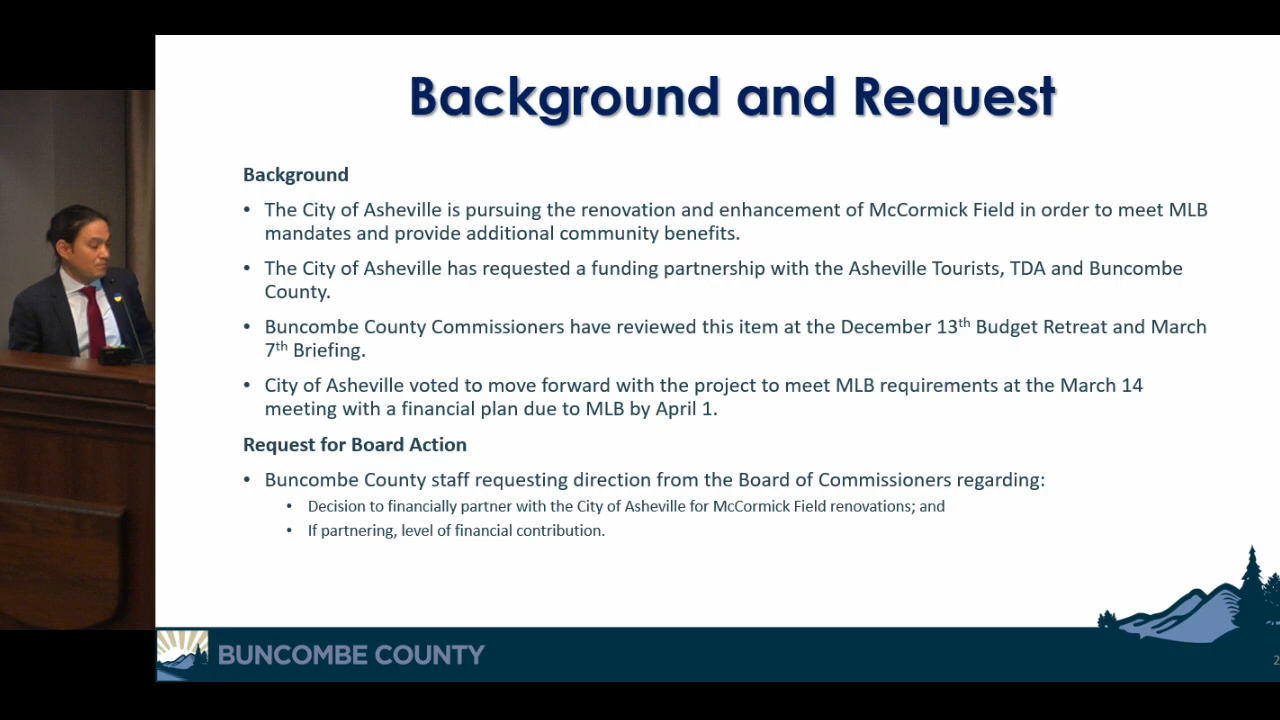 Background and Request
Background
• The City of Asheville is pursuing the renovation and enhancement of McCormick Field in order to meet MLB
mandates and provide additional community benefits.
• The City of Asheville has requested a funding partnership with the Asheville Tourists, TDA and Buncombe
County.
• Buncombe County Commissioners have reviewed this item at the December 13th Budget Retreat and March
7th Briefing.
• City of Asheville voted to move forward with the project to meet MLB requirements at the March 14
meeting with a financial plan due to MLB by April 1.
Request for Board Action
• Buncombe County staff requesting direction from the Board of Commissioners regarding:
• Decision to financially partner with the City of Asheville for McCormick Field renovations; and
• If partnering, level of financial contribution.
BUNCOMBE COUNTY
2